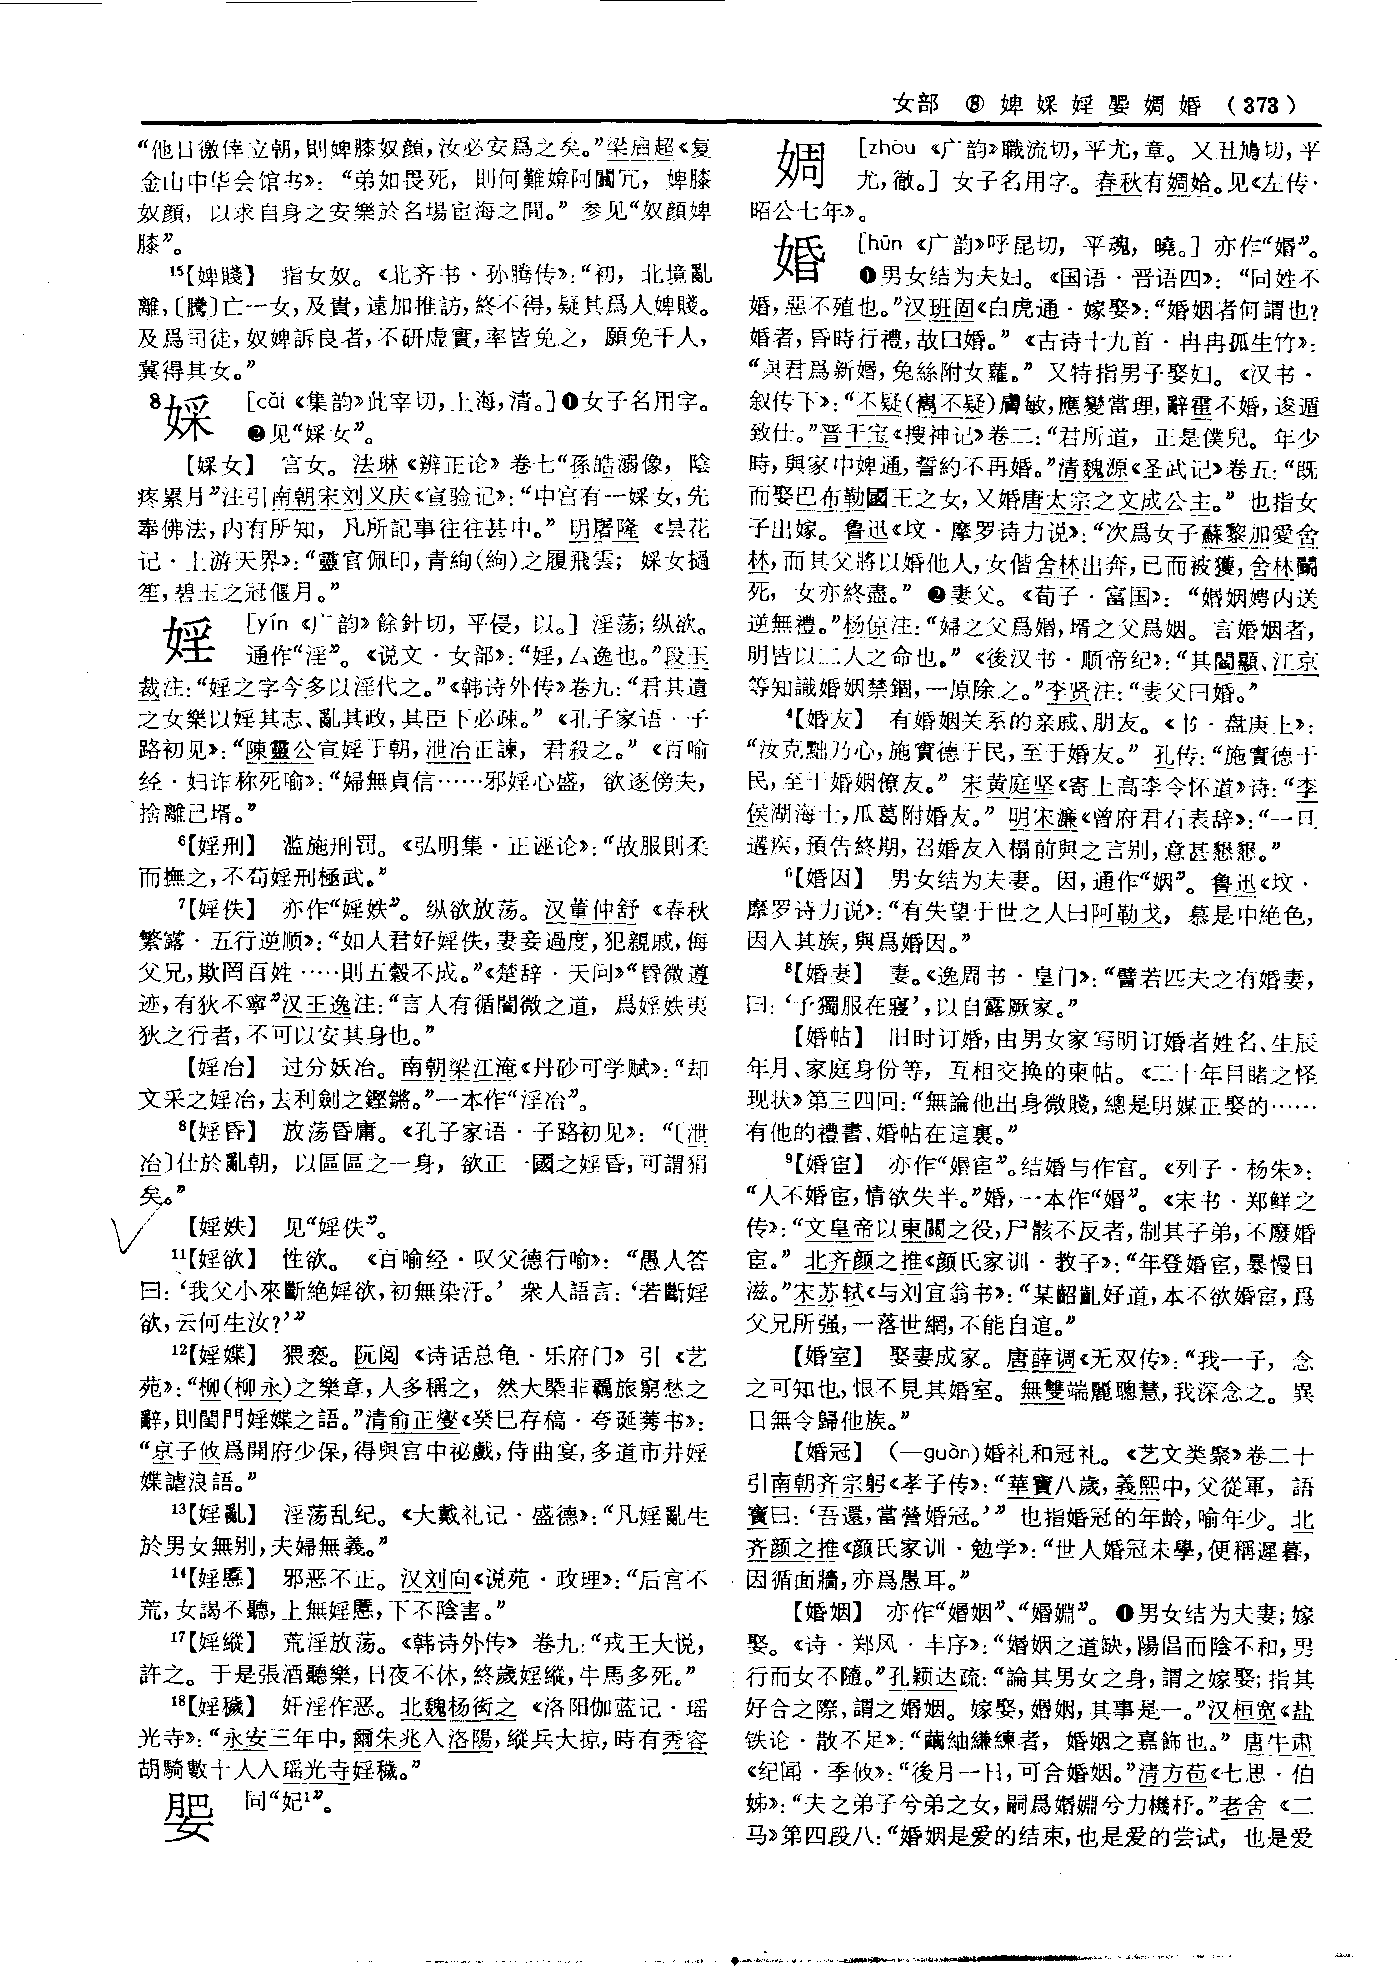 女部 ⑧ 婢婇婬婜婤婚 (373)
“他日徼倖立朝，則婢膝奴顔，汝必安爲之矣。”梁启超《复
金山中华会馆书》：“弟如畏死，則何難媕阿闒冗，婢膝
奴顔，以求自身之安樂於名場宦海之間。”参见“奴顔婢
膝”。
15【婢賤】 指女奴。《北齐书·孙腾传》：“初，北境亂
離，〔騰〕亡一女，及貴，遠加推訪，終不得，疑其爲人婢賤。
及爲司徒，奴婢訴良者，不研虚實，率皆免之，願免千人，
冀得其女。”
8婇 [cǎi《集韵》此宰切，上海，清。]❶女子名用字。
❷见“婇女”。
【婇女】 宫女。法琳《辨正论》卷七“孫皓溺像，陰
疼累月”注引南朝宋刘义庆《宣验记》：“中宫有一婇女，先
奉佛法，内有所知，凡所記事往往甚中。”明屠隆《昙花
记·上游天界》：“靈官佩印，青絢(絇)之履飛雲；婇女撾
笙，碧玉之冠偃月。”
婬 [yín《广韵》餘針切，平侵，以。]淫荡；纵欲。
通作“淫”。《说文·女部》：“婬，厶逸也。”段玉
裁注：“婬之字今多以淫代之。”《韩诗外传》卷九：“君其遺
之女樂以婬其志、亂其政，其臣下必疎。”《孔子家语·子
路初见》：“陳靈公宣婬于朝，泄冶正諫，君殺之。”《百喻
经·妇诈称死喻》：“婦無貞信……邪婬心盛，欲逐傍夫，
捨離己壻。”
6【婬刑】 滥施刑罚。《弘明集·正诬论》：“故服則柔
而撫之，不苟婬刑極武。”
7【婬佚】 亦作“婬妷”。纵欲放荡。汉董仲舒《春秋
繁露·五行逆顺》：“如人君好婬佚，妻妾過度，犯親戚，侮
父兄，欺罔百姓……則五穀不成。”《楚辞·天问》“昏微遵
迹，有狄不寧”汉王逸注：“言人有循闇微之道，爲婬妷夷
狄之行者，不可以安其身也。”
【婬冶】 过分妖冶。南朝梁江淹《丹砂可学赋》：“却
文采之婬冶，去利劍之鏗鏘。”一本作“淫冶”。
8【婬昏】 放荡昏庸。《孔子家语·子路初见》：“〔泄
冶〕仕於亂朝，以區區之一身，欲正一國之婬昏，可謂狷
矣。”
【婬妷】 见“婬佚”。
11【婬欲】 性欲。《百喻经·叹父德行喻》：“愚人答
曰：‘我父小來斷絶婬欲，初無染汙。’衆人語言：‘若斷婬
欲，云何生汝？’”
12【婬媟】 猥亵。阮阅《诗话总龟·乐府门》引《艺
苑》：“柳(柳永)之樂章，人多稱之，然大槩非羈旅窮愁之
辭，則閨門婬媟之語。”清俞正燮《癸巳存稿·夸诞莠书》：
“京子攸爲開府少保，得與宫中祕戲，侍曲宴，多道市井婬
媟謔浪語。”
13【婬亂】 淫荡乱纪。《大戴礼记·盛德》：“凡婬亂生
於男女無别，夫婦無義。”
14【婬慝】 邪恶不正。汉刘向《说苑·政理》：“后宫不
荒，女謁不聽，上無婬慝，下不陰害。”
17【婬縱】 荒淫放荡。《韩诗外传》卷九：“戎王大悦，
許之。于是張酒聽樂，日夜不休，終歲婬縱，牛馬多死。”
18【婬穢】 奸淫作恶。北魏杨衒之《洛阳伽蓝记·瑶
光寺》：“永安三年中，爾朱兆入洛陽，縱兵大掠，時有秀容
胡騎數十人入瑶光寺婬穢。”
同“妃1”。
婤 [zhōu《广韵》職流切，平尤，章。又丑鳩切，平
尤，徹。]女子名用字。春秋有婤姶。见《左传·
昭公七年》。
婚 [hūn《广韵》呼昆切，平魂，曉。]亦作“婚”。
❶男女结为夫妇。《国语·晋语四》：“同姓不
婚，惡不殖也。”汉班固《白虎通·嫁娶》：“婚姻者何謂也？
婚者，昏時行禮，故曰婚。”《古诗十九首·冉冉孤生竹》：
“與君爲新婚，兔絲附女蘿。”又特指男子娶妇。《汉书·
叙传下》：“不疑(雋不疑)膚敏，應變當理，辭霍不婚，逡遁
致仕。”晋干宝《搜神记》卷二：“君所道，正是僕兒。年少
時，與家中婢通，誓約不再婚。”清魏源《圣武记》卷五：“既
而娶巴布勒國王之女，又婚唐太宗之文成公主。”也指女
子出嫁。鲁迅《坟·摩罗诗力说》：“次爲女子蘇黎加愛舍
林，而其父將以婚他人，女偕舍林出奔，已而被獲，舍林鬭
死，女亦終盡。”❷妻父。《荀子·富国》：“婚姻娉内送
逆無禮。”杨倞注：“婦之父爲婚，壻之父爲姻。言婚姻者，
明皆以二人之命也。”《後汉书·顺帝纪》：“其閻顯、江京
等知識婚姻禁錮，一原除之。”李贤注：“妻父曰婚。”
4【婚友】 有婚姻关系的亲戚、朋友。《书·盘庚上》：
“汝克黜乃心，施實德于民，至于婚友。”孔传：“施實德于
民，至于婚姻僚友。”宋黄庭坚《寄上高李令怀道》诗：“李
侯湖海士，瓜葛附婚友。”明宋濂《曾府君石表辞》：“一旦
遘疾，預告終期，召婚友入榻前與之言别，意甚懇懇。”
6【婚因】 男女结为夫妻。因，通作“姻”。鲁迅《坟·
摩罗诗力说》：“有失望于世之人曰阿勒戈，慕是中絶色，
因入其族，與爲婚因。”
8【婚妻】 妻。《逸周书·皇门》：“譬若匹夫之有婚妻，
曰：‘予獨服在寢’，以自露厥家。”
【婚帖】 旧时订婚，由男女家写明订婚者姓名、生辰
年月、家庭身份等，互相交换的柬帖。《二十年目睹之怪
现状》第三四回：“無論他出身微賤，總是明媒正娶的……
有他的禮書、婚帖在這裏。”
9【婚宦】 亦作“婚宦”。结婚与作官。《列子·杨朱》：
“人不婚宦，情欲失半。”婚，一本作“婚”。《宋书·郑鲜之
传》：“文皇帝以東關之役，尸骸不反者，制其子弟，不廢婚
宦。”北齐颜之推《颜氏家训·教子》：“年登婚宦，暴慢日
滋。”宋苏轼《与刘宜翁书》：“某齠齓好道，本不欲婚宦，爲
父兄所强，一落世網，不能自逭。”
【婚室】 娶妻成家。唐薛调《无双传》：“我一子，念
之可知也，恨不見其婚室。無雙端麗聰慧，我深念之。異
日無令歸他族。”
【婚冠】 (—guàn)婚礼和冠礼。《艺文类聚》卷二十
引南朝齐宗躬《孝子传》：“華寶八歲，義熙中，父從軍，語
寶曰：‘吾還，當營婚冠。’”也指婚冠的年龄，喻年少。北
齐颜之推《颜氏家训·勉学》：“世人婚冠未學，便稱遲暮，
因循面牆，亦爲愚耳。”
【婚姻】 亦作“婚姻”、“婚婣”。❶男女结为夫妻；嫁
娶。《诗·郑风·丰序》：“婚姻之道缺，陽倡而陰不和，男
行而女不隨。”孔颖达疏：“論其男女之身，謂之嫁娶；指其
好合之際，謂之婚姻。嫁娶，婚姻，其事是一。”汉桓宽《盐
铁论·散不足》：“繭紬縑練者，婚姻之嘉飾也。”唐牛肃
《纪闻·季攸》：“後月一日，可合婚姻。”清方苞《七思·伯
姊》：“夫之弟子兮弟之女，嗣爲婚婣兮力機杼。”老舍《二
马》第四段八：“婚姻是爱的结束，也是爱的尝试，也是爱